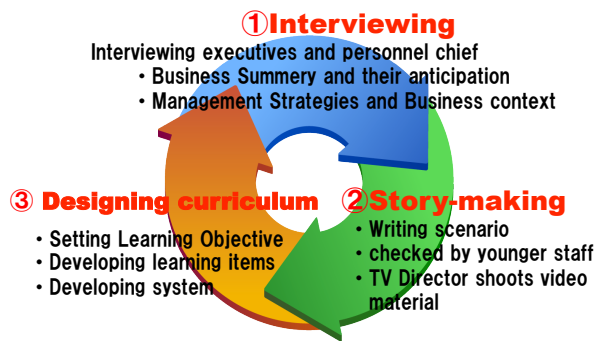 ①Interviewing
Interviewing executives and personnel chief
・Business Summery and their anticipation
・Management Strategies and Business context
③ Designing curriculum
・Setting Learning Objective
・Developing learning items
・Developing system
②Story-making
・Writing scenario
・checked by younger staff
・TV Director shoots video
material